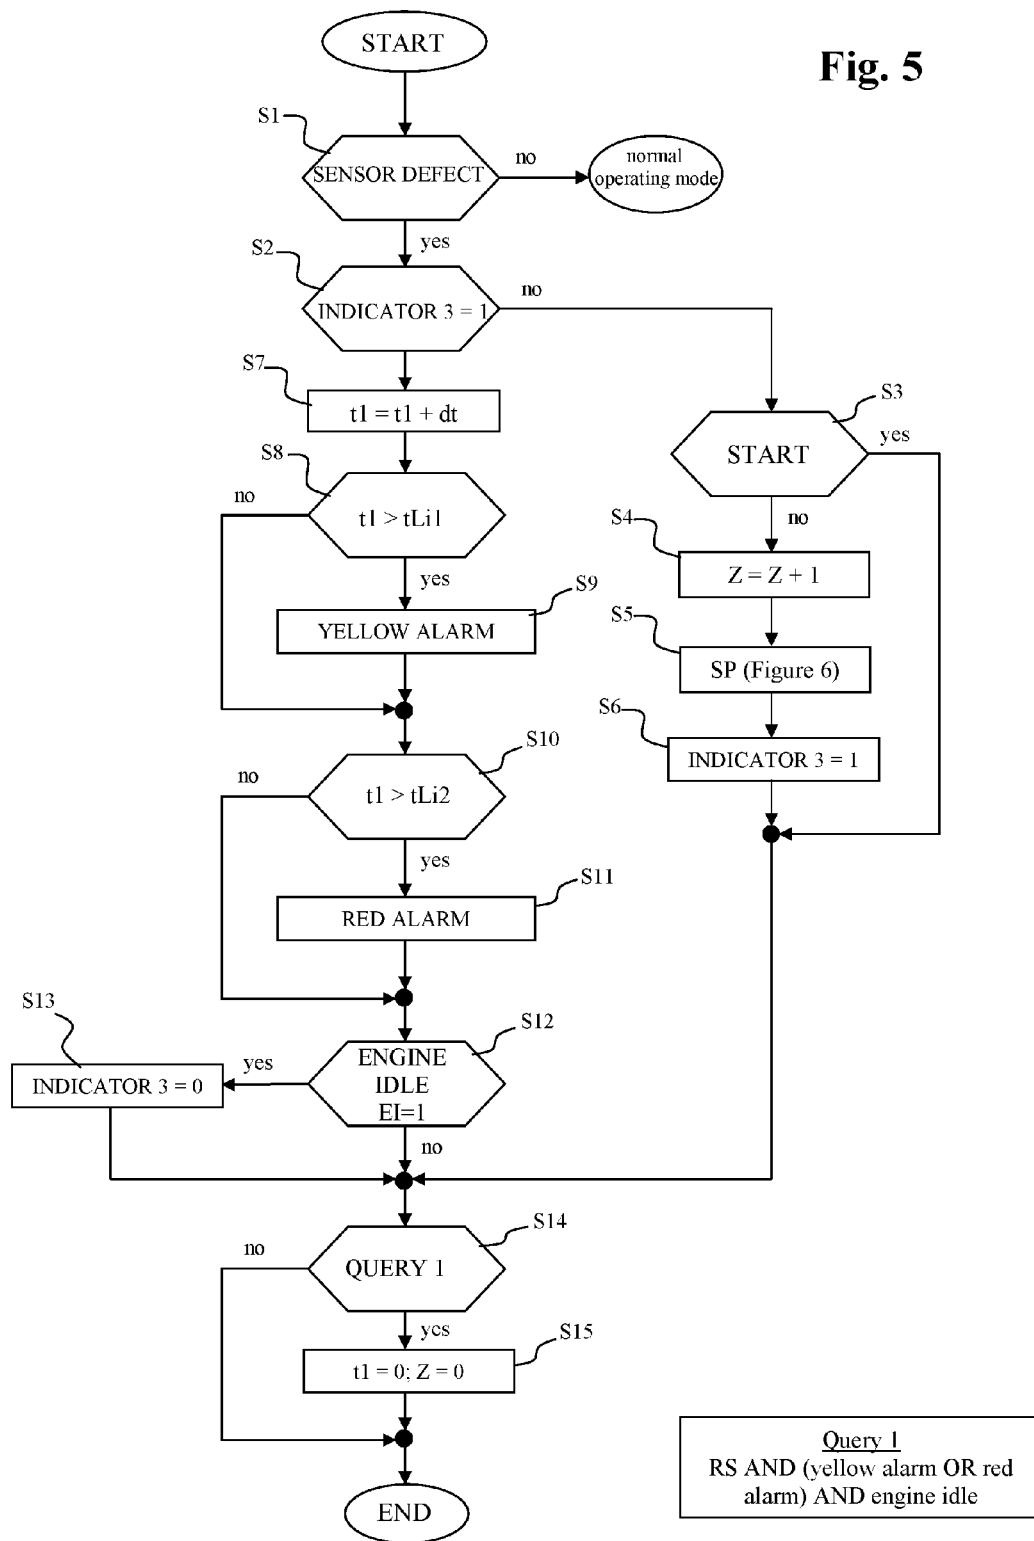 START
Fig. 5
S1
SENSOR DEFECT
no
normal
operating mode
yes
S2
INDICATOR 3 = 1
no
S7
t1 = t1 + dt
S3
START
yes
S8
no
t1 > tLi1
no
S4
Z = Z + 1
yes
S9
YELLOW ALARM
S5
SP (Figure 6)
S6
INDICATOR 3 = 1
S10
no
t1 > tLi2
yes
S11
RED ALARM
S13
S12
ENGINE
IDLE
EI=1
yes
INDICATOR 3 = 0
no
S14
no
QUERY 1
yes
S15
t1 = 0; Z = 0
END
Query 1
RS AND (yellow alarm OR red
alarm) AND engine idle